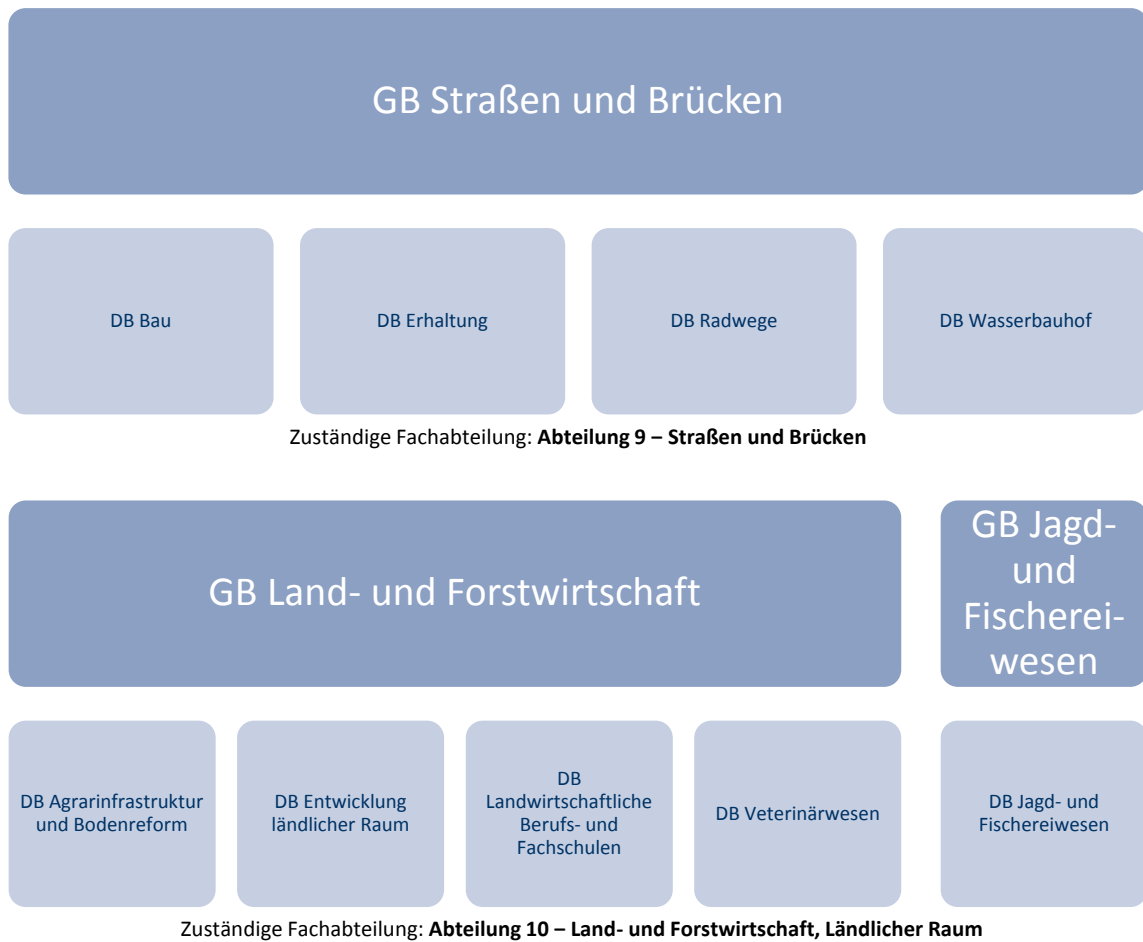 GB Straßen und Brücken
DB Bau
DB Erhaltung
DB Radwege
DB Wasserbauhof
Zuständige Fachabteilung: Abteilung 9 – Straßen und Brücken
GB Land- und Forstwirtschaft
GB Jagd-
und
Fischerei-
wesen
DB Agrarinfrastruktur
und Bodenreform
DB Entwicklung
ländlicher Raum
DB
Landwirtschaftliche
Berufs- und
Fachschulen
DB Veterinärwesen
DB Jagd- und
Fischereiwesen
Zuständige Fachabteilung: Abteilung 10 – Land- und Forstwirtschaft, Ländlicher Raum